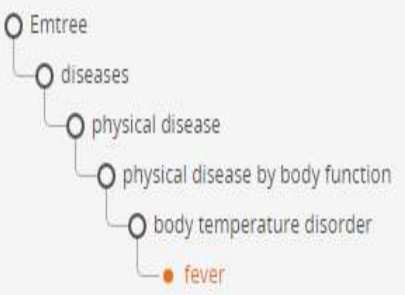 Emtree
diseases
physical disease
physical disease by body function
body temperature disorder
fever